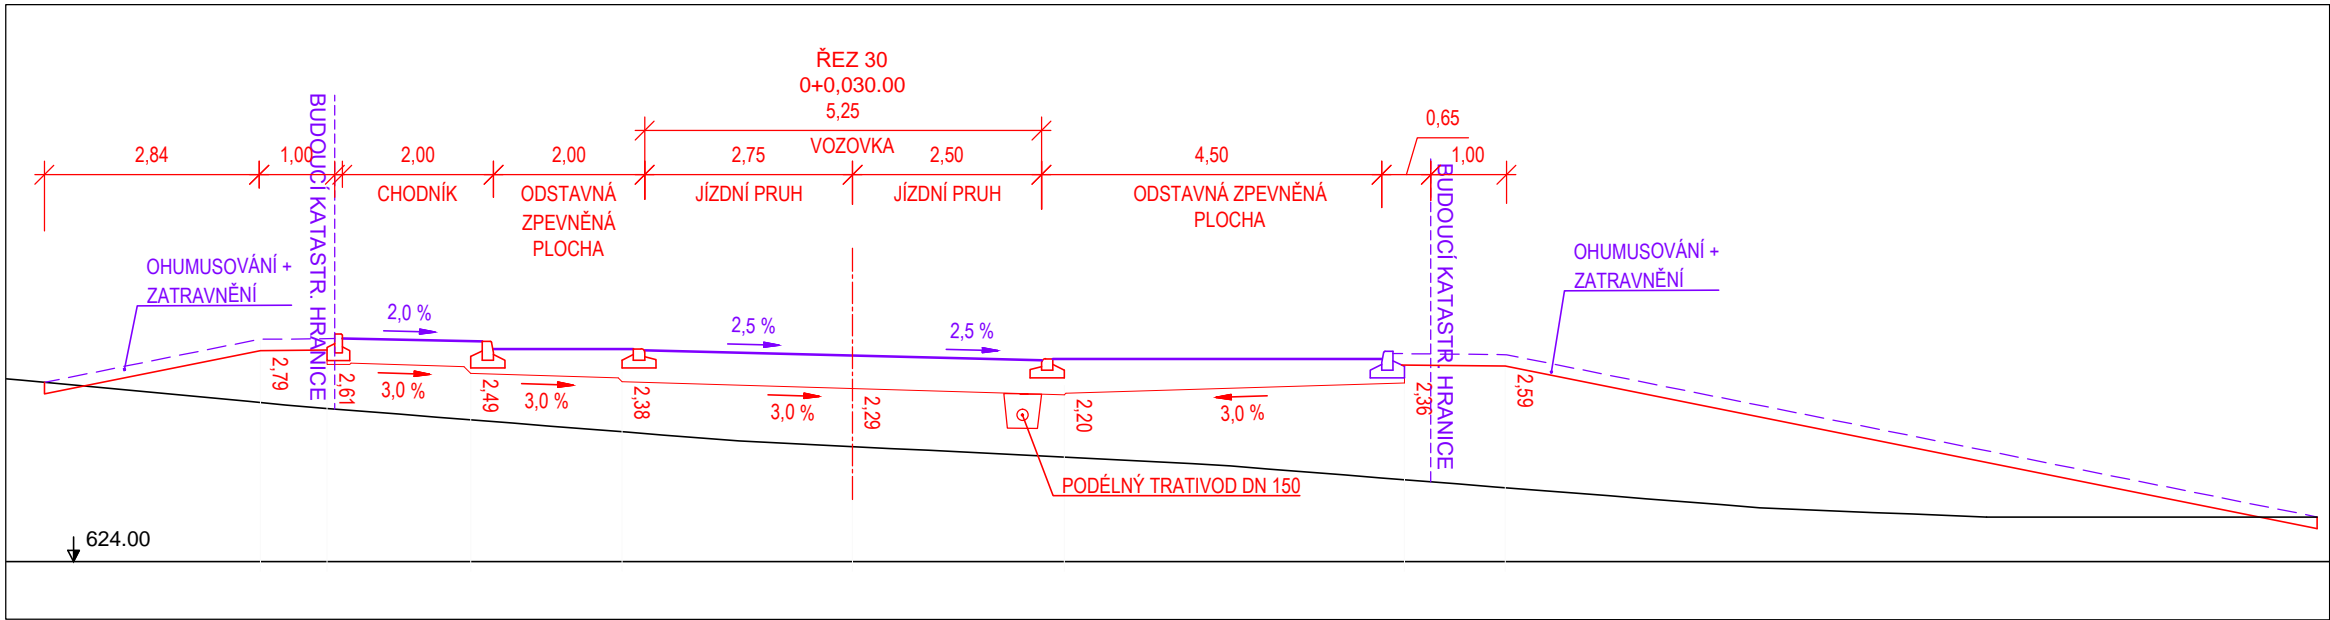 ŘEZ 30
0+0,030.00
5,25
VOZOVKA
0,65
2,84
1,00
2,00
2,00
2,75
2,50
4,50
1,00
CHODNÍK
ODSTAVNÁ
ZPEVNĚNÁ
PLOCHA
JÍZDNÍ PRUH
JÍZDNÍ PRUH
ODSTAVNÁ ZPEVNĚNÁ
PLOCHA
BUDOUCÍ KATASTR. HRANICE
BUDOUCÍ KATASTR. HRANICE
OHUMUSOVÁNÍ +
ZATRAVNĚNÍ
OHUMUSOVÁNÍ +
ZATRAVNĚNÍ
2,0 %
2,5 %
2,5 %
2,79
2,61
3,0 %
2,49
3,0 %
2,38
3,0 %
2,29
2,20
3,0 %
2,36
2,59
PODÉLNÝ TRATIVOD DN 150
624.00